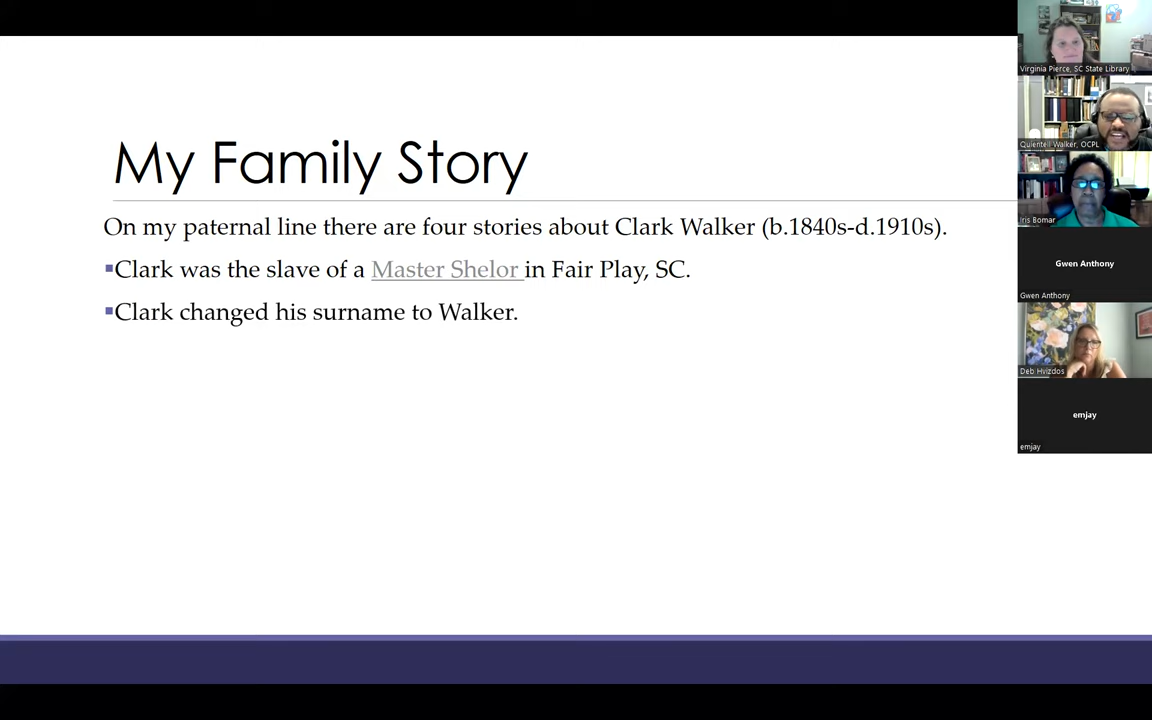 My Family Story
On my paternal line there are four stories about Clark Walker (b.1840s-d.1910s).
▪Clark was the slave of a Master Shelor in Fair Play, SC.
▪Clark changed his surname to Walker.
Virginia Pierce, SC State Library
Quientell Walker, OCPL
Iris Bomar
Gwen Anthony
Gwen Anthony
Deb Hvizdos
emjay
emjay